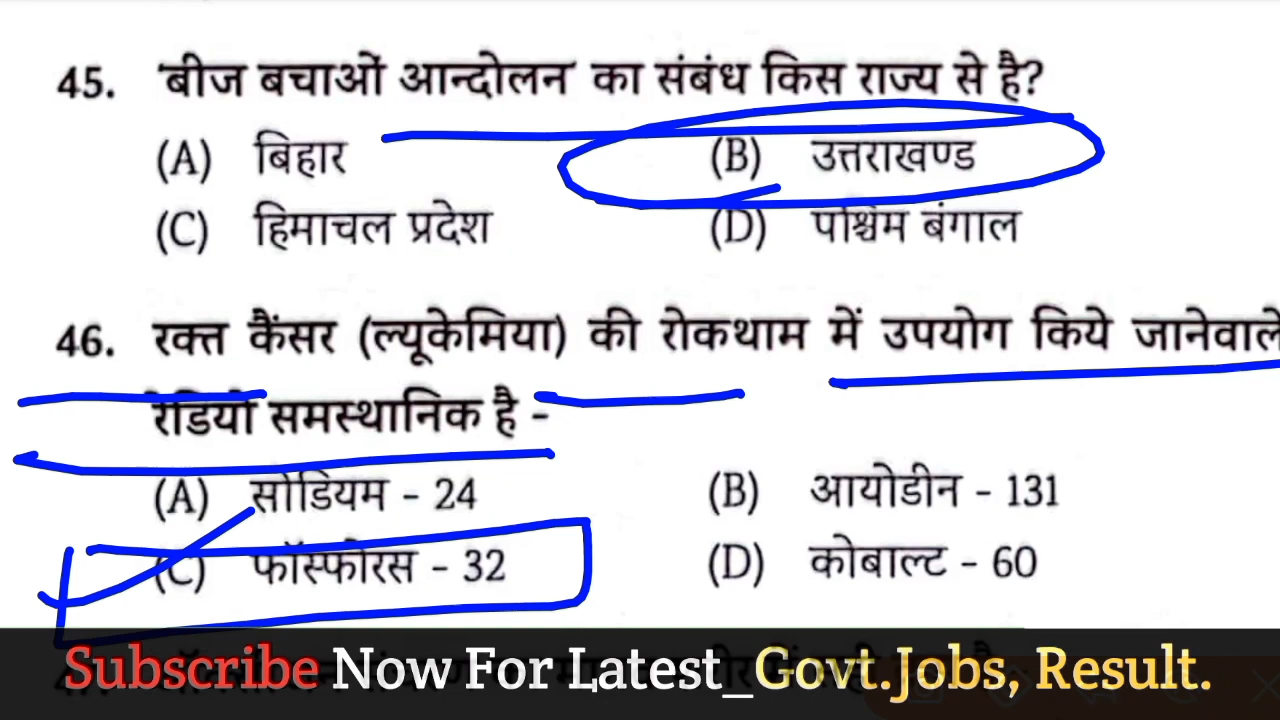 45. 'बीज बचाओं आन्दोलन' का संबंध किस राज्य से है?
(A) बिहार (B) उत्तराखण्ड
(C) हिमाचल प्रदेश (D) पश्चिम बंगाल
46. रक्त कैंसर (ल्यूकेमिया) की रोकथाम में उपयोग किये जानेवाले
रेडियो समस्थानिक है -
(A) सोडियम - 24 (B) आयोडीन - 131
(C) फॉस्फोरस - 32 (D) कोबाल्ट - 60
Subscribe Now For Latest_Govt.Jobs, Result.